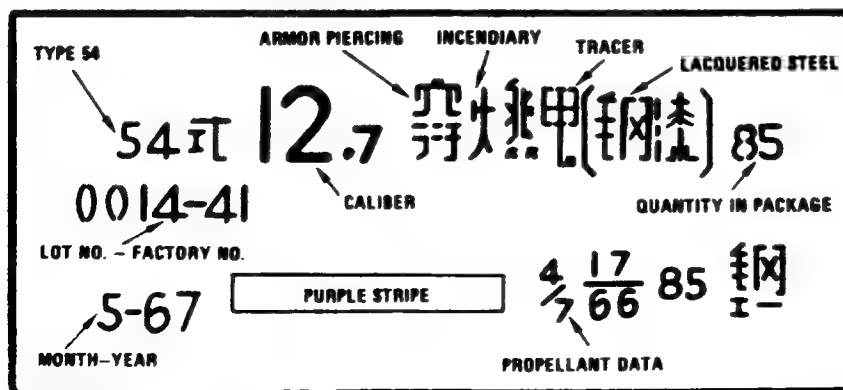 TYPE 54
ARMOR PIERCING
INCENDIARY
TRACER
LACQUERED STEEL
54式 12.7 穿燃甲(钢漆) 85
0014-41
CALIBER
QUANTITY IN PACKAGE
LOT NO. – FACTORY NO.
5-67
PURPLE STRIPE
4/7 17/66 85 钢
MONTH–YEAR
PROPELLANT DATA